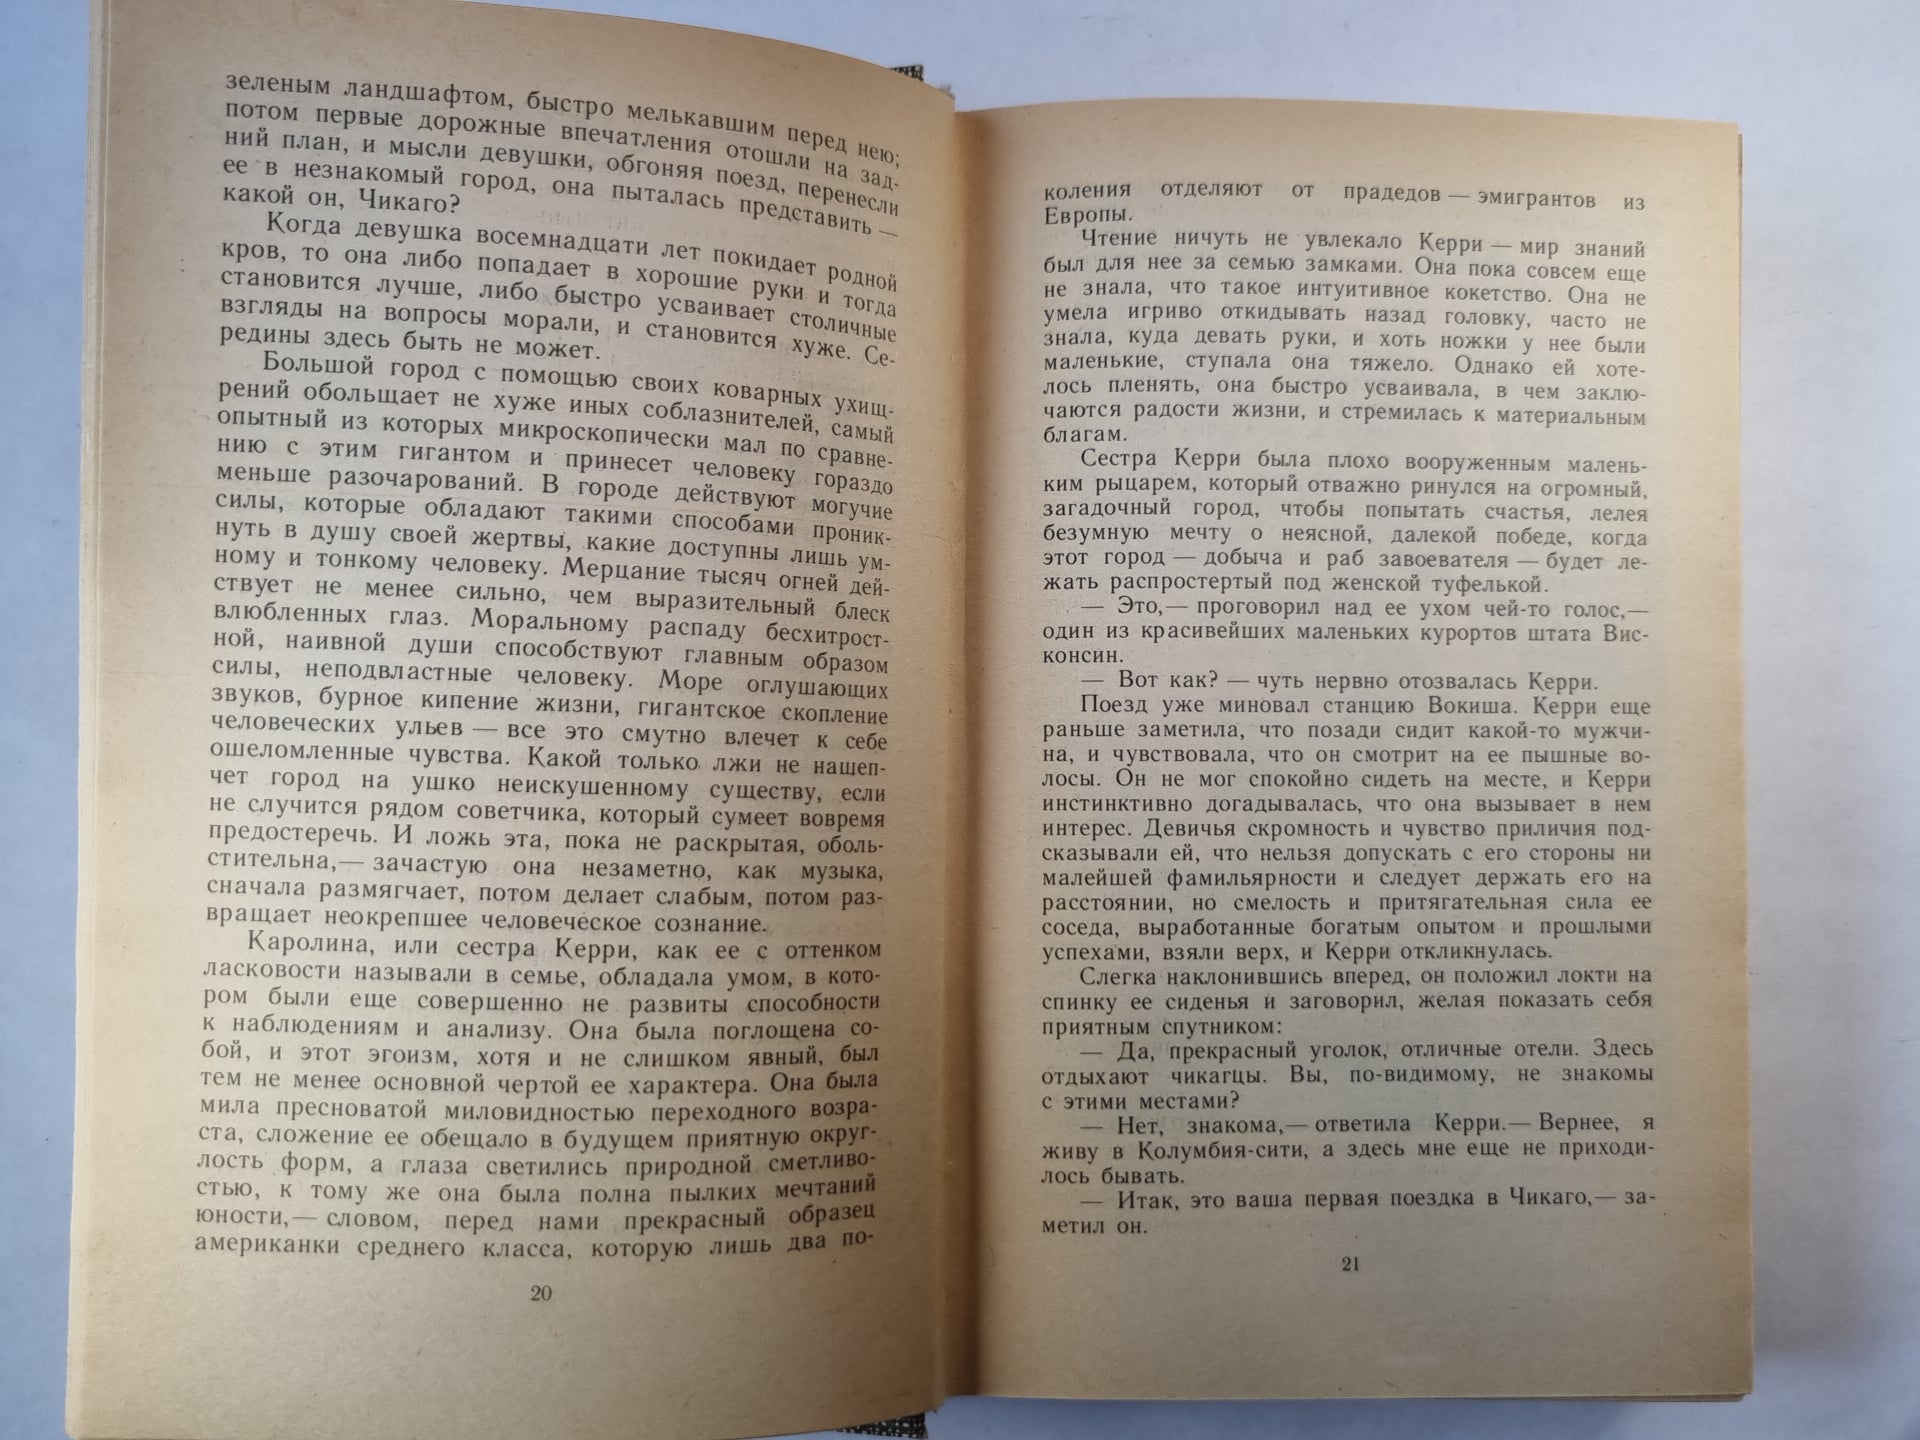 зеленым ландшафтом, быстро мелькавшим перед нею;
потом первые дорожные впечатления отошли на зад-
ний план, и мысли девушки, обгоняя поезд, перенесли
ее в незнакомый город, она пыталась представить —
какой он, Чикаго?
Когда девушка восемнадцати лет покидает родной
кров, то она либо попадает в хорошие руки и тогда
становится лучше, либо быстро усваивает столичные
взгляды на вопросы морали, и становится хуже. Се-
редины здесь быть не может.
Большой город с помощью своих коварных ухищ-
рений обольщает не хуже иных соблазнителей, самый
опытный из которых микроскопически мал по сравне-
нию с этим гигантом и принесет человеку гораздо
меньше разочарований. В городе действуют могучие
силы, которые обладают такими способами проник-
нуть в душу своей жертвы, какие доступны лишь ум-
ному и тонкому человеку. Мерцание тысяч огней дей-
ствует не менее сильно, чем выразительный блеск
влюбленных глаз. Моральному распаду бесхитрост-
ной, наивной души способствуют главным образом
силы, неподвластные человеку. Море оглушающих
звуков, бурное кипение жизни, гигантское скопление
человеческих ульев — все это смутно влечет к себе
ошеломленные чувства. Какой только лжи не нашеп-
чет город на ушко неискушенному существу, если
не случится рядом советчика, который сумеет вовремя
предостеречь. И ложь эта, пока не раскрытая, оболь-
стительна,— зачастую она незаметно, как музыка,
сначала размягчает, потом делает слабым, потом раз-
вращает неокрепшее человеческое сознание.
Каролина, или сестра Керри, как ее с оттенком
ласковости называли в семье, обладала умом, в кото-
ром были еще совершенно не развиты способности
к наблюдениям и анализу. Она была поглощена со-
бой, и этот эгоизм, хотя и не слишком явный, был
тем не менее основной чертой ее характера. Она была
мила пресноватой миловидностью переходного возра-
ста, сложение ее обещало в будущем приятную округ-
лость форм, а глаза светились природной сметливо-
стью, к тому же она была полна пылких мечтаний
юности,— словом, перед нами прекрасный образец
американки среднего класса, которую лишь два по-
20
коления отделяют от прадедов — эмигрантов из
Европы.
Чтение ничуть не увлекало Керри — мир знаний
был для нее за семью замками. Она пока совсем еще
не знала, что такое интуитивное кокетство. Она не
умела игриво откидывать назад головку, часто не
знала, куда девать руки, и хоть ножки у нее были
маленькие, ступала она тяжело. Однако ей хоте-
лось пленять, она быстро усваивала, в чем заклю-
чаются радости жизни, и стремилась к материальным
благам.
Сестра Керри была плохо вооруженным малень-
ким рыцарем, который отважно ринулся на огромный,
загадочный город, чтобы попытать счастья, лелея
безумную мечту о неясной, далекой победе, когда
этот город — добыча и раб завоевателя — будет ле-
жать распростертый под женской туфелькой.
— Это,— проговорил над ее ухом чей-то голос,—
один из красивейших маленьких курортов штата Вис-
консин.
— Вот как? — чуть нервно отозвалась Керри.
Поезд уже миновал станцию Вокиша. Керри еще
раньше заметила, что позади сидит какой-то мужчи-
на, и чувствовала, что он смотрит на ее пышные во-
лосы. Он не мог спокойно сидеть на месте, и Керри
инстинктивно догадывалась, что она вызывает в нем
интерес. Девичья скромность и чувство приличия под-
сказывали ей, что нельзя допускать с его стороны ни
малейшей фамильярности и следует держать его на
расстоянии, но смелость и притягательная сила ее
соседа, выработанные богатым опытом и прошлыми
успехами, взяли верх, и Керри откликнулась.
Слегка наклонившись вперед, он положил локти на
спинку ее сиденья и заговорил, желая показать себя
приятным спутником:
— Да, прекрасный уголок, отличные отели. Здесь
отдыхают чикагцы. Вы, по-видимому, не знакомы
с этими местами?
— Нет, знакома,— ответила Керри.— Вернее, я
живу в Колумбия-сити, а здесь мне еще не приходи-
лось бывать.
— Итак, это ваша первая поездка в Чикаго,— за-
метил он.
21